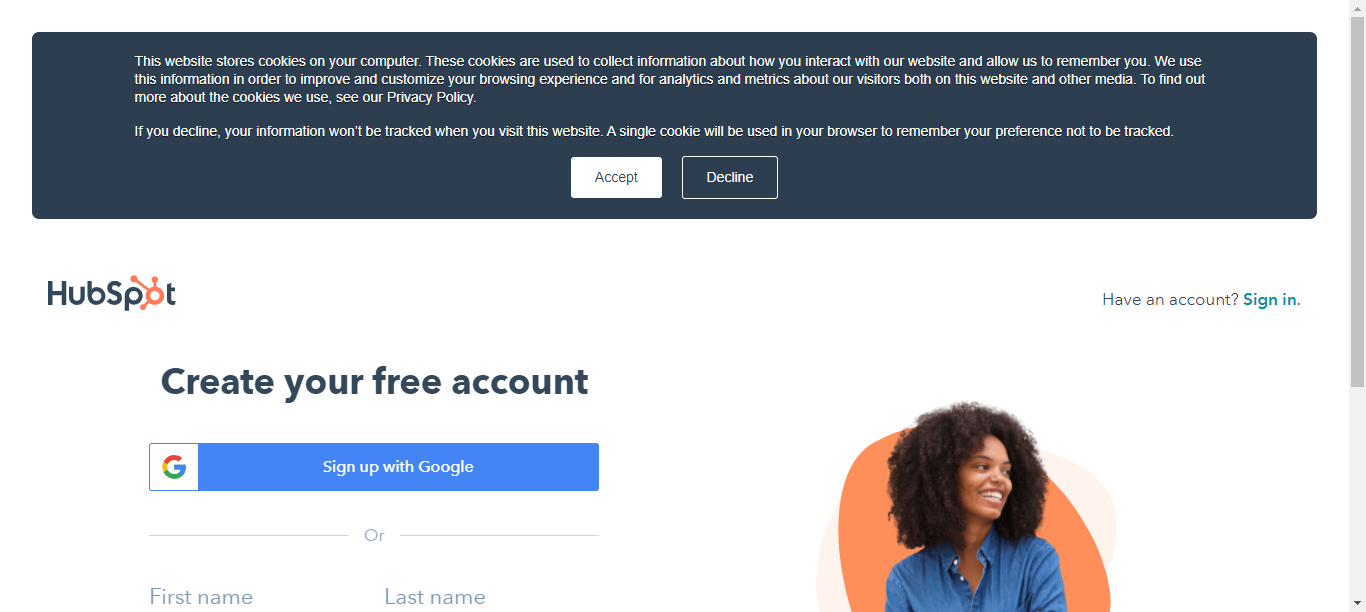 This website stores cookies on your computer. These cookies are used to collect information about how you interact with our website and allow us to remember you. We use
this information in order to improve and customize your browsing experience and for analytics and metrics about our visitors both on this website and other media. To find out
more about the cookies we use, see our Privacy Policy.
If you decline, your information won't be tracked when you visit this website. A single cookie will be used in your browser to remember your preference not to be tracked.
Accept Decline
HubSpot
Have an account? Sign in.
Create your free account
Sign up with Google
Or
First name Last name